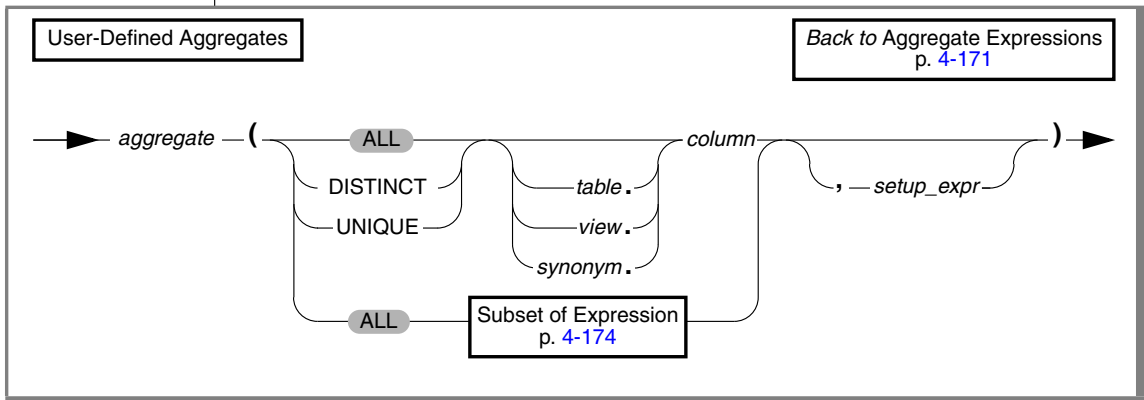 User-Defined Aggregates
Back to Aggregate Expressions
p. 4-171
aggregate ( ALL column )
DISTINCT table. , setup_expr
UNIQUE view.
synonym.
ALL Subset of Expression
p. 4-174